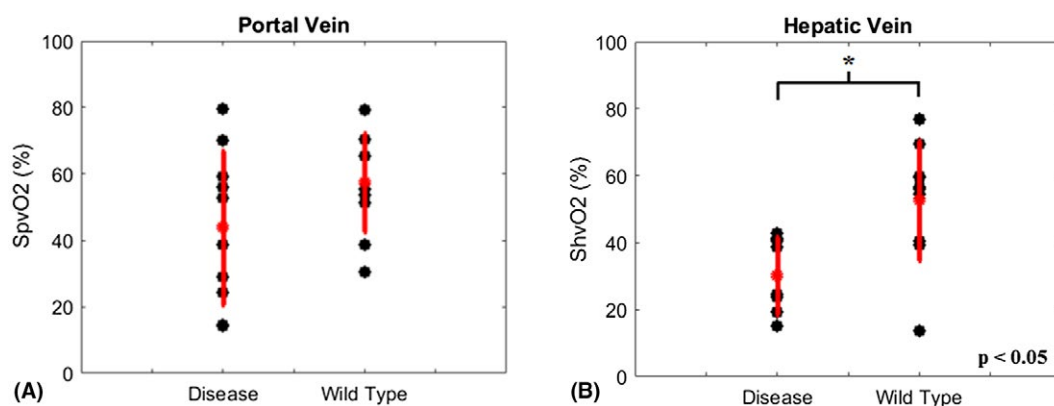 Portal Vein
100
80
60
40
20
0
SpvO2 (%)
Disease
Wild Type
(A)
Hepatic Vein
100
80
60
40
20
0
ShvO2 (%)
*
p < 0.05
Disease
Wild Type
(B)